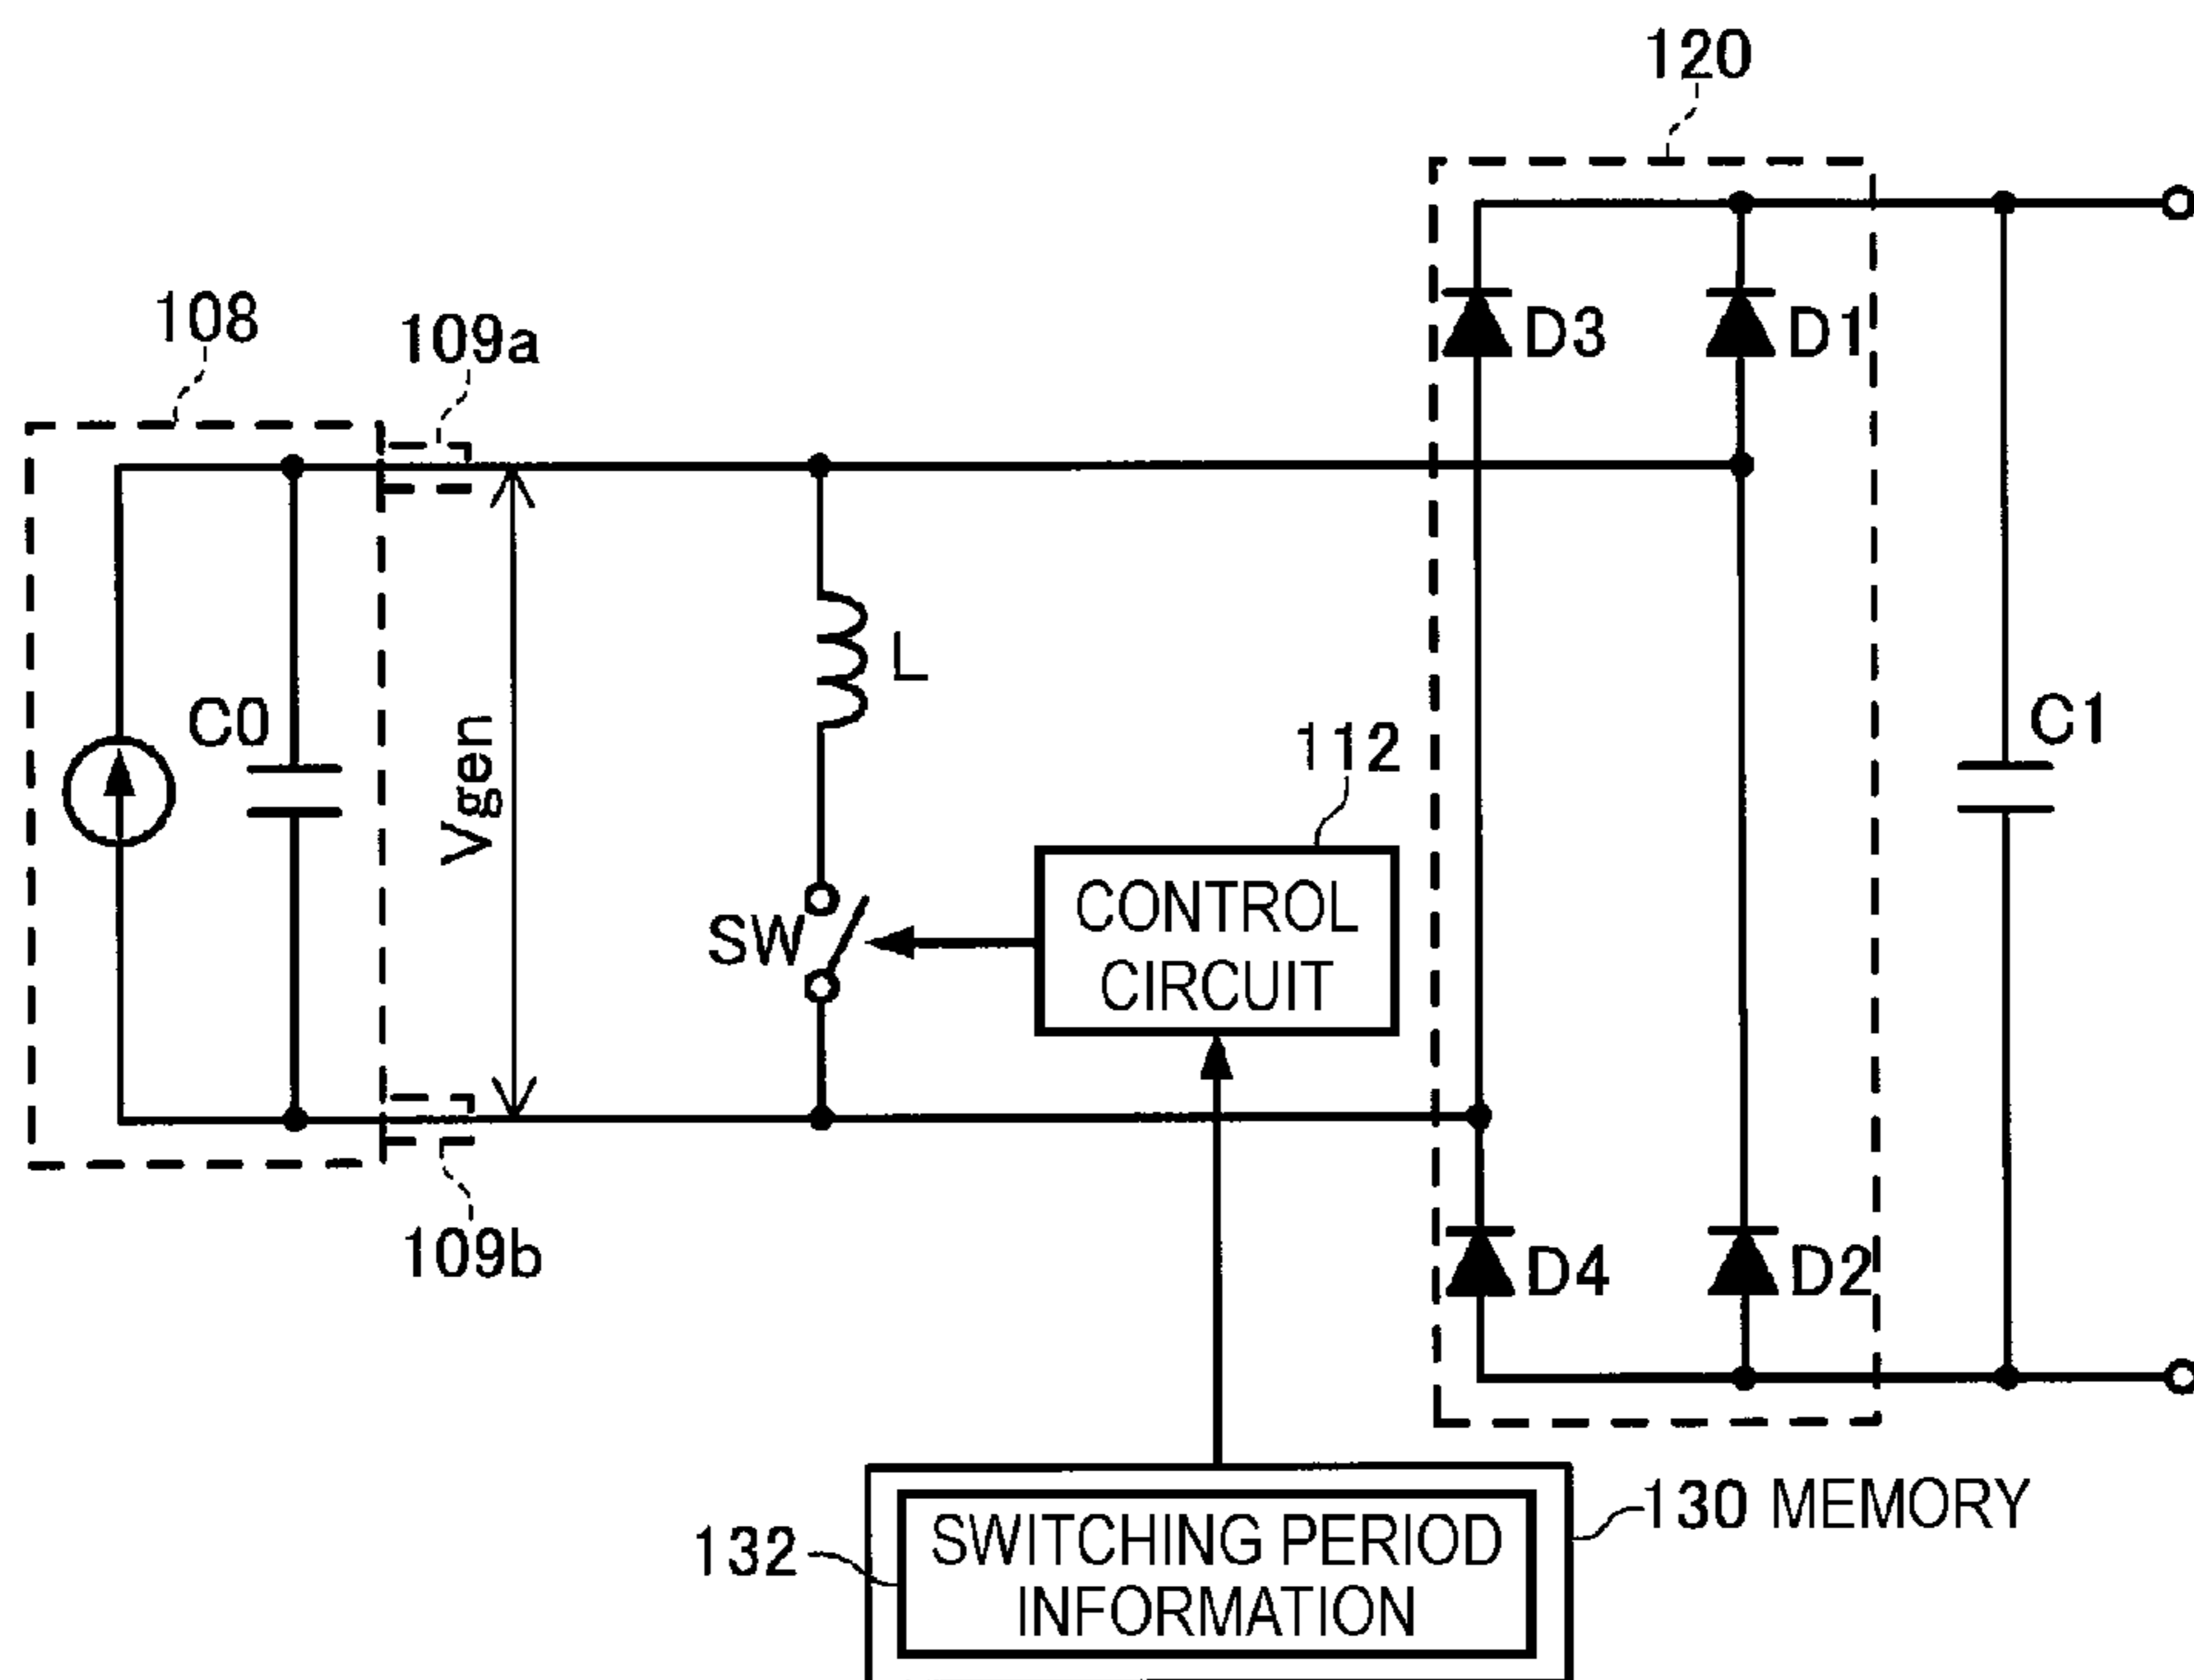 120
D3
D1
108
109a
C0
Vgen
L
C1
112
SW
CONTROL
CIRCUIT
109b
D4
D2
130 MEMORY
132
SWITCHING PERIOD
INFORMATION